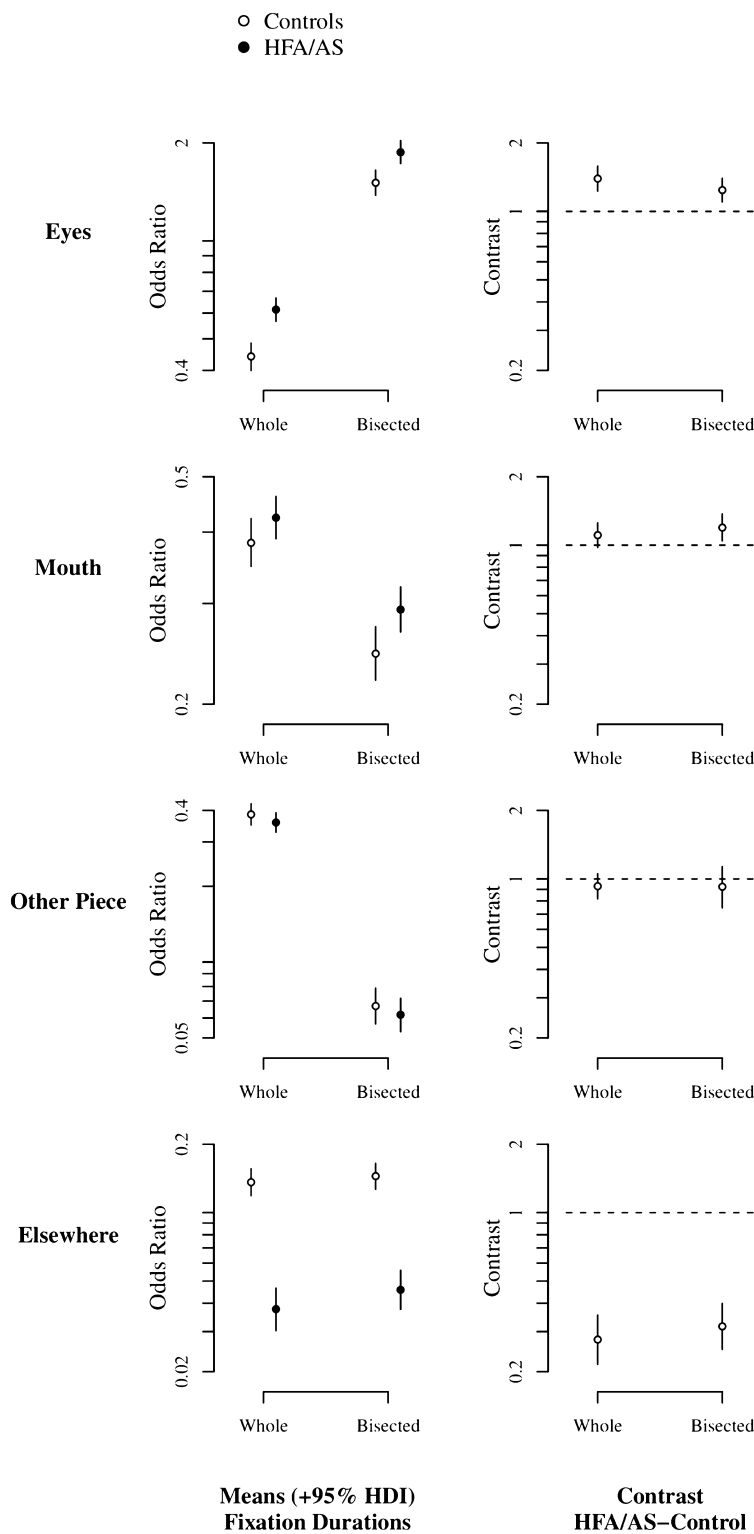 Controls
HFA/AS
Eyes
Odds Ratio
2
0.4
Whole
Bisected
Contrast
2
1
0.2
Whole
Bisected
Mouth
Odds Ratio
0.5
0.2
Whole
Bisected
Contrast
2
1
0.2
Whole
Bisected
Other Piece
Odds Ratio
0.4
0.05
Whole
Bisected
Contrast
2
1
0.2
Whole
Bisected
Elsewhere
Odds Ratio
0.2
0.02
Whole
Bisected
Contrast
2
1
0.2
Whole
Bisected
Means (+95% HDI)
Fixation Durations
Contrast
HFA/AS−Control